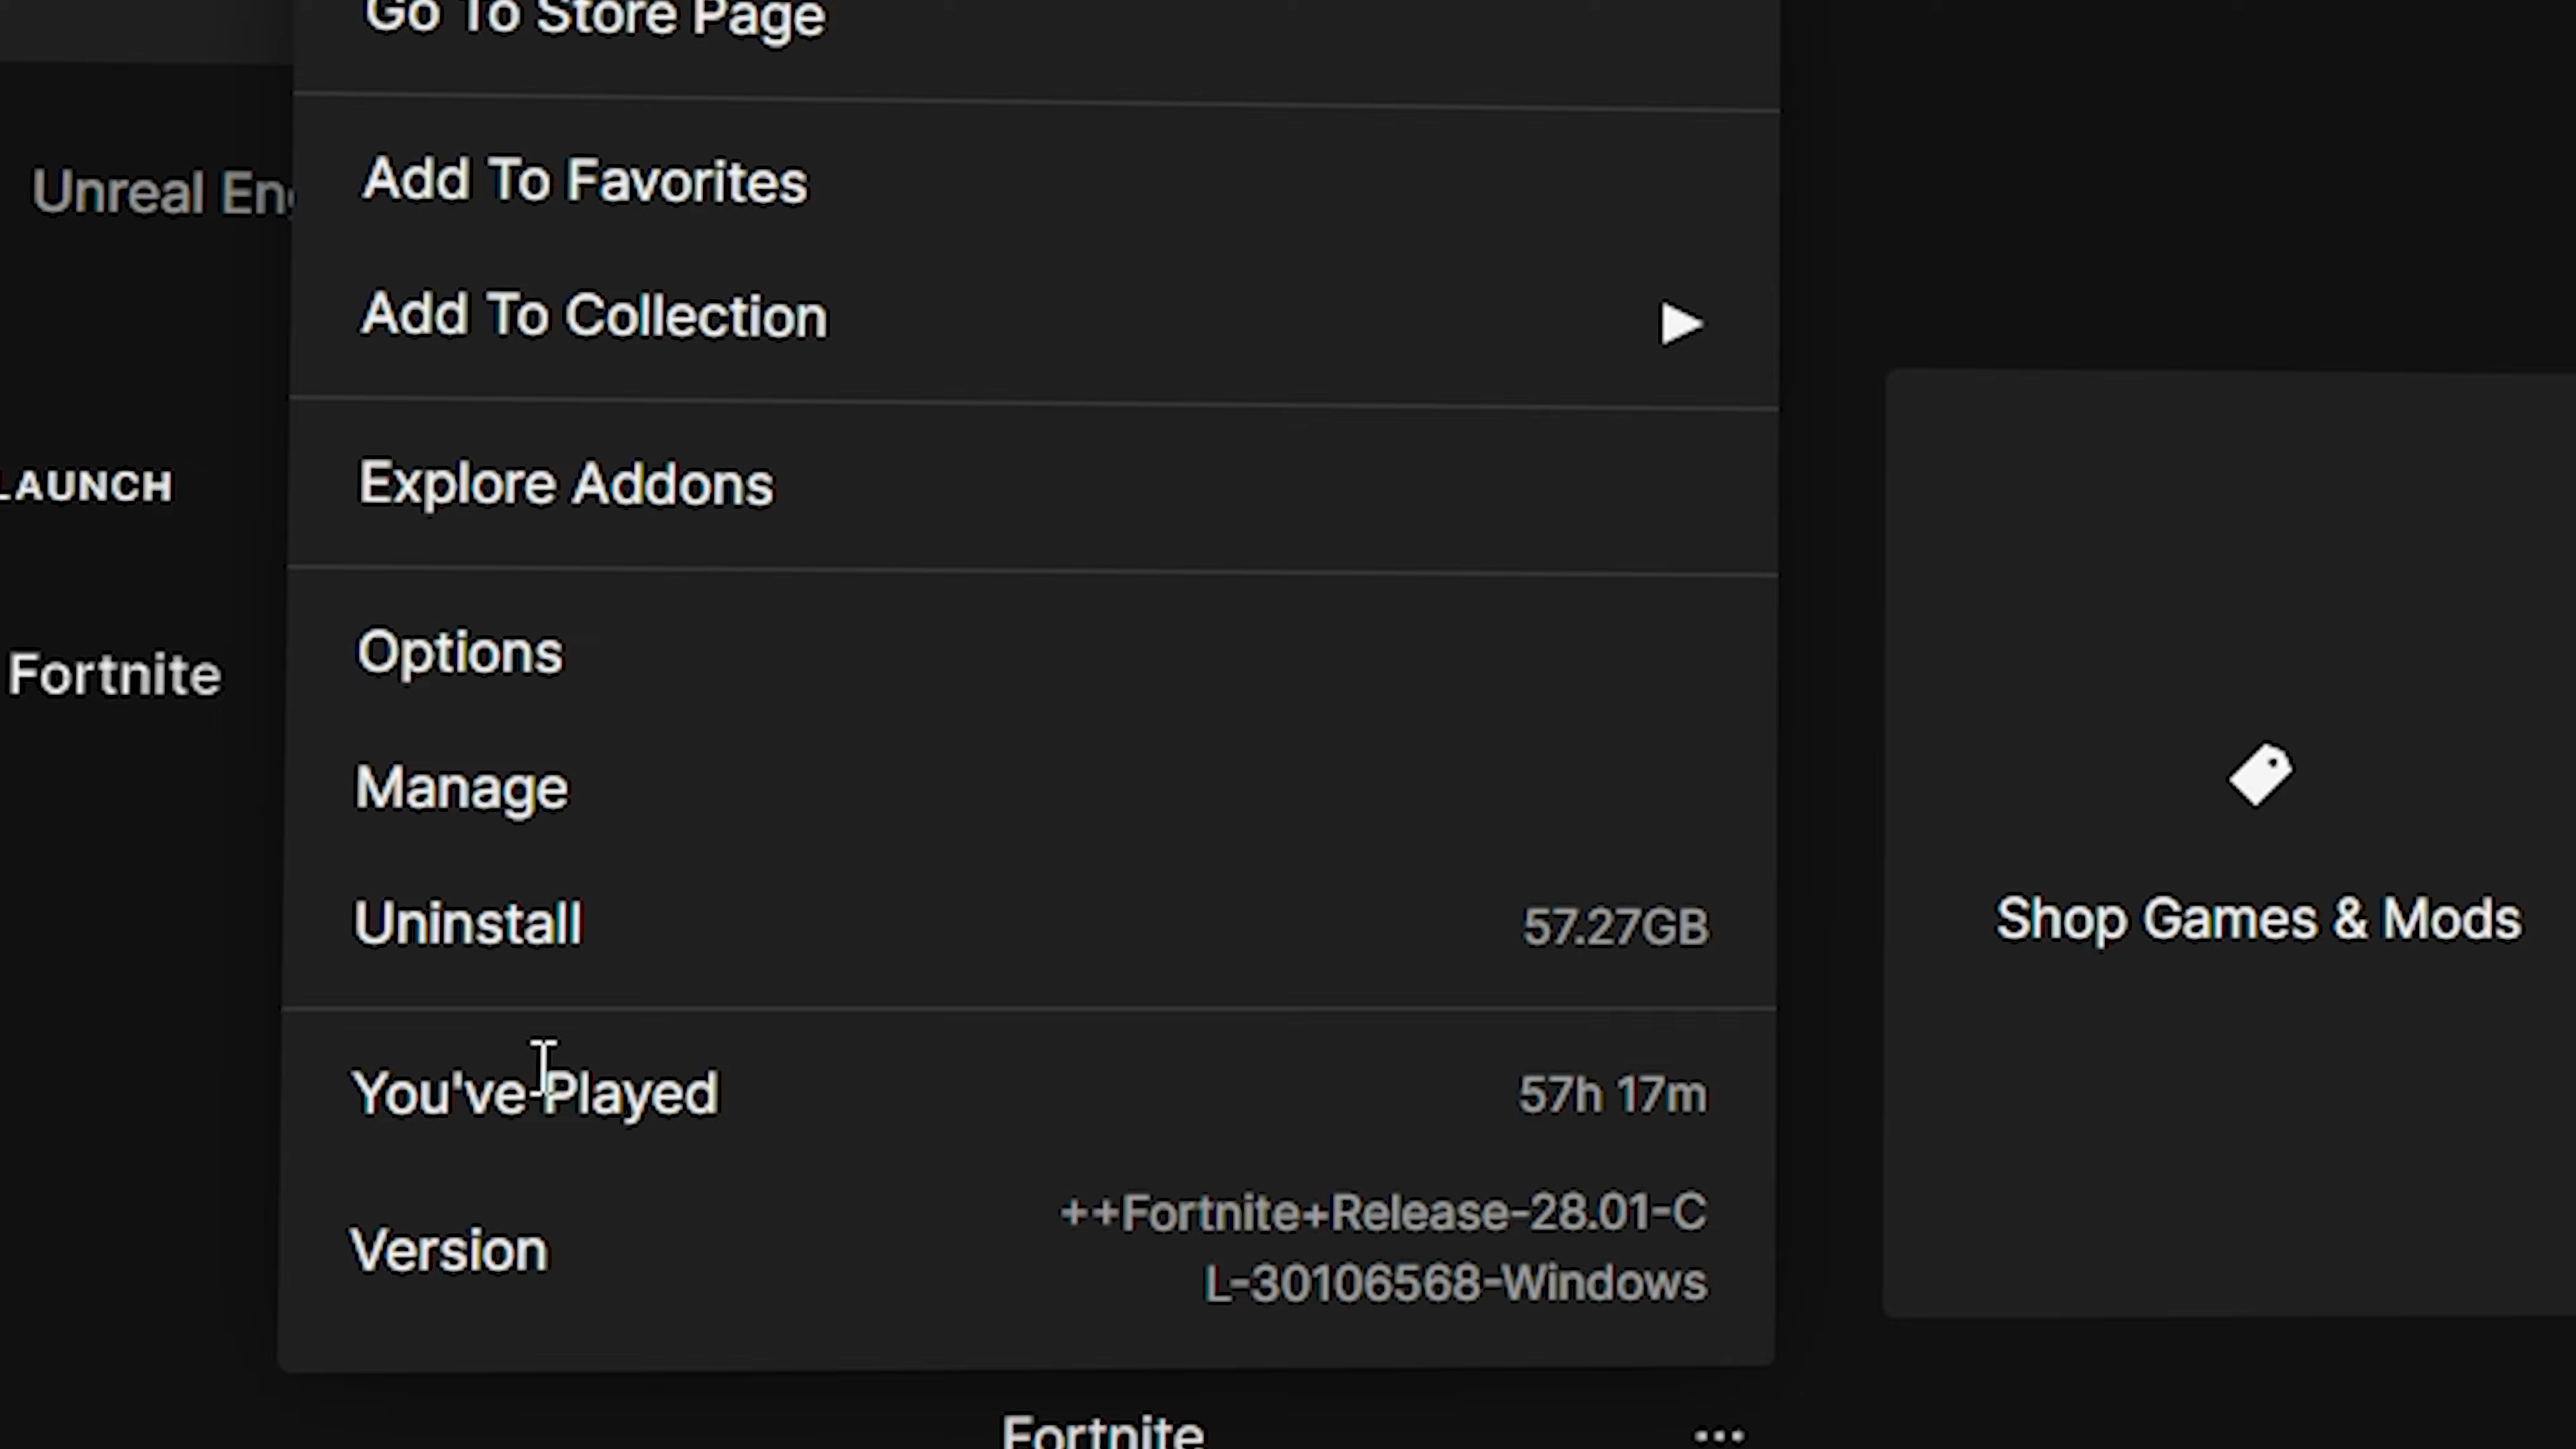 Go To Store Page
Add To Favorites
Unreal Eng
Add To Collection
LAUNCH
Explore Addons
Fortnite
Options
Manage
Uninstall 57.27GB
Shop Games & Mods
You've Played 57h 17m
Version
++Fortnite+Release-28.01-C
L-30106568-Windows
Fortnite